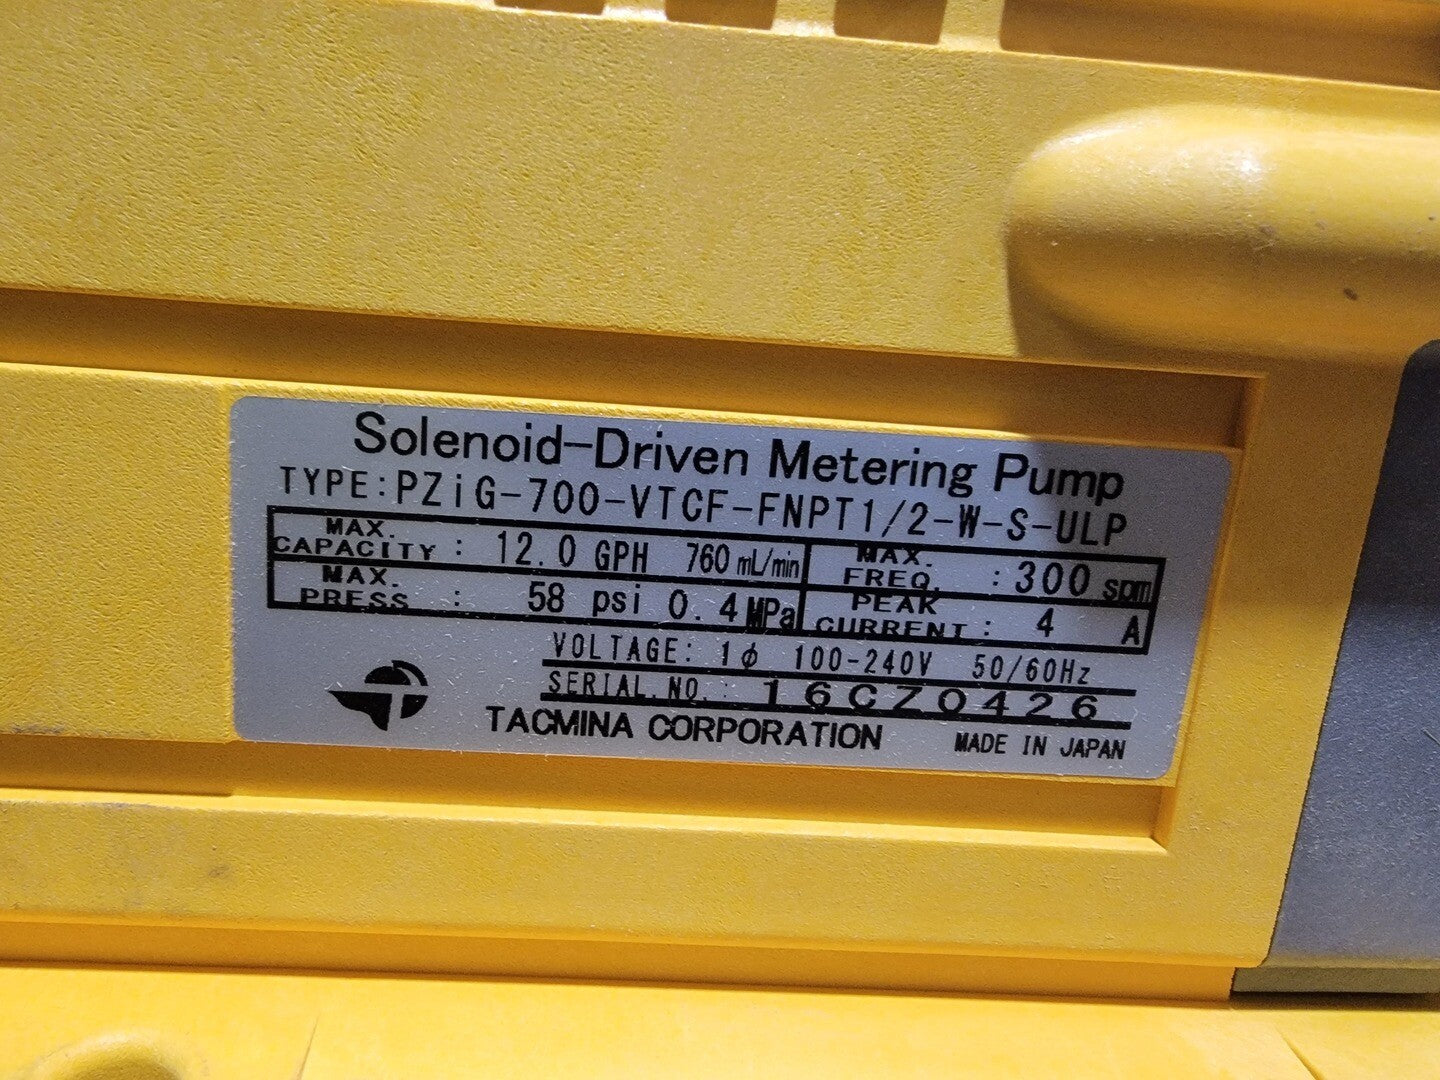 Solenoid-Driven Metering Pump
TYPE:PZiG-700-VTCF-FNPT1/2-W-S-ULP
MAX. CAPACITY : 12.0 GPH 760 mL/min
MAX. FREQ. : 300 spm
MAX. PRESS : 58 psi 0.4 MPa
PEAK CURRENT : 4 A
VOLTAGE: 1ϕ 100-240V 50/60Hz
SERIAL.NO. : 16CZ0426
TACMINA CORPORATION MADE IN JAPAN